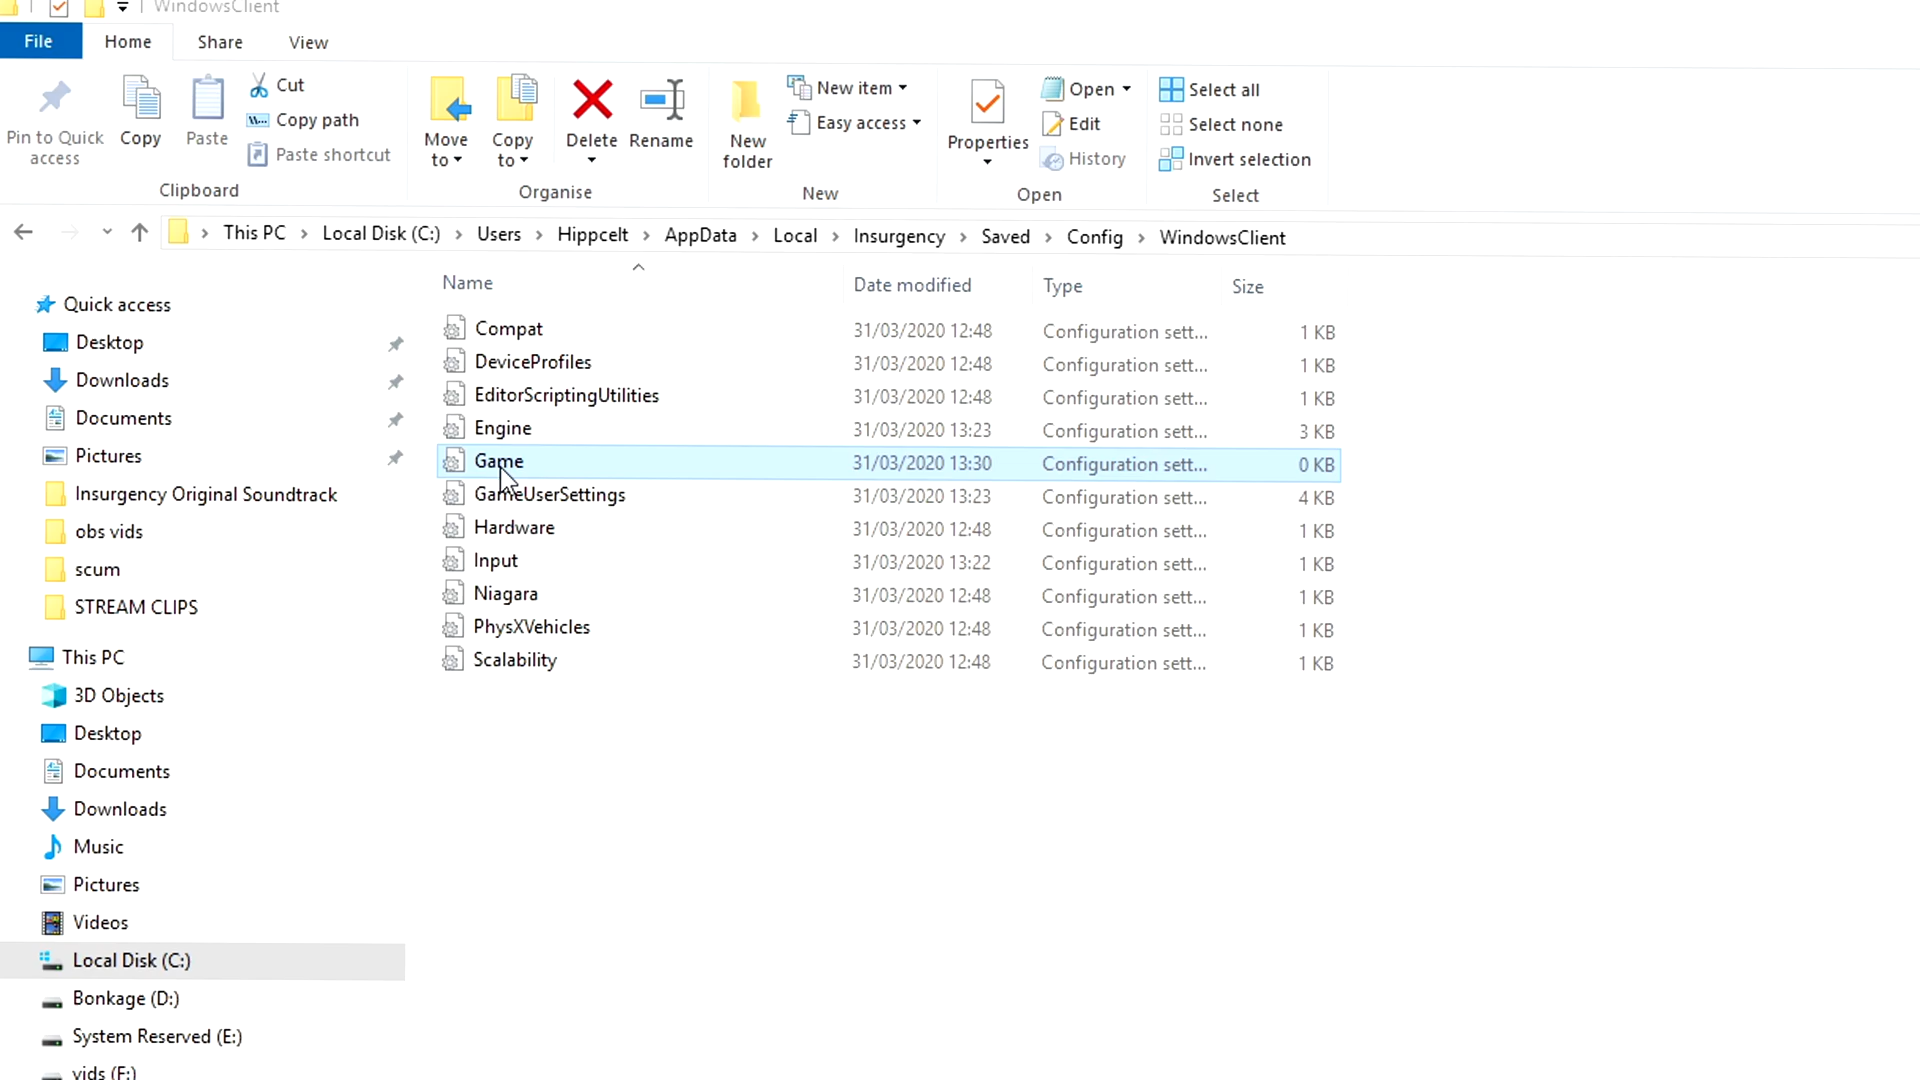 WindowsClient
File Home Share View
Pin to Quick access
Copy
Paste
Cut
Copy path
Paste shortcut
Clipboard
Move to
Copy to
Delete
Rename
Organise
New folder
New item
Easy access
New
Properties
Open
Edit
History
Open
Select all
Select none
Invert selection
Select
This PC > Local Disk (C:) > Users > Hippcelt > AppData > Local > Insurgency > Saved > Config > WindowsClient
Quick access
Desktop
Downloads
Documents
Pictures
Insurgency Original Soundtrack
obs vids
scum
STREAM CLIPS
This PC
3D Objects
Desktop
Documents
Downloads
Music
Pictures
Videos
Local Disk (C:)
Bonkage (D:)
System Reserved (E:)
vids (F:)
Name Date modified Type Size
Compat 31/03/2020 12:48 Configuration sett... 1 KB
DeviceProfiles 31/03/2020 12:48 Configuration sett... 1 KB
EditorScriptingUtilities 31/03/2020 12:48 Configuration sett... 1 KB
Engine 31/03/2020 13:23 Configuration sett... 3 KB
Game 31/03/2020 13:30 Configuration sett... 0 KB
GameUserSettings 31/03/2020 13:23 Configuration sett... 4 KB
Hardware 31/03/2020 12:48 Configuration sett... 1 KB
Input 31/03/2020 13:22 Configuration sett... 1 KB
Niagara 31/03/2020 12:48 Configuration sett... 1 KB
PhysXVehicles 31/03/2020 12:48 Configuration sett... 1 KB
Scalability 31/03/2020 12:48 Configuration sett... 1 KB